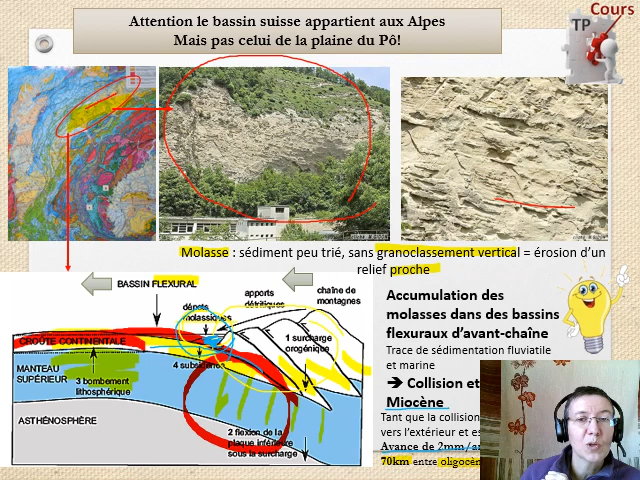 Attention le bassin suisse appartient aux Alpes
Mais pas celui de la plaine du Pô!
Cours
TP
Molasse : sédiment peu trié, sans granoclassement vertical = érosion d’un
relief proche
BASSIN FLEXURAL
dépôts
molassiques
apports
détritiques
chaîne de
montagnes
CROÛTE CONTINENTALE
1 surcharge
orogénique
MANTEAU
SUPÉRIEUR
4 subsidence
3 bombement
lithosphérique
ASTHÉNOSPHÈRE
2 flexion de la
plaque inférieure
sous la surcharge
Accumulation des
molasses dans des bassins
flexuraux d’avant-chaîne
Trace de sédimentation fluviatile
et marine
➔ Collision et
Miocène
Tant que la collision
vers l’extérieur et
Avance de 2mm/an
70km entre oligocène